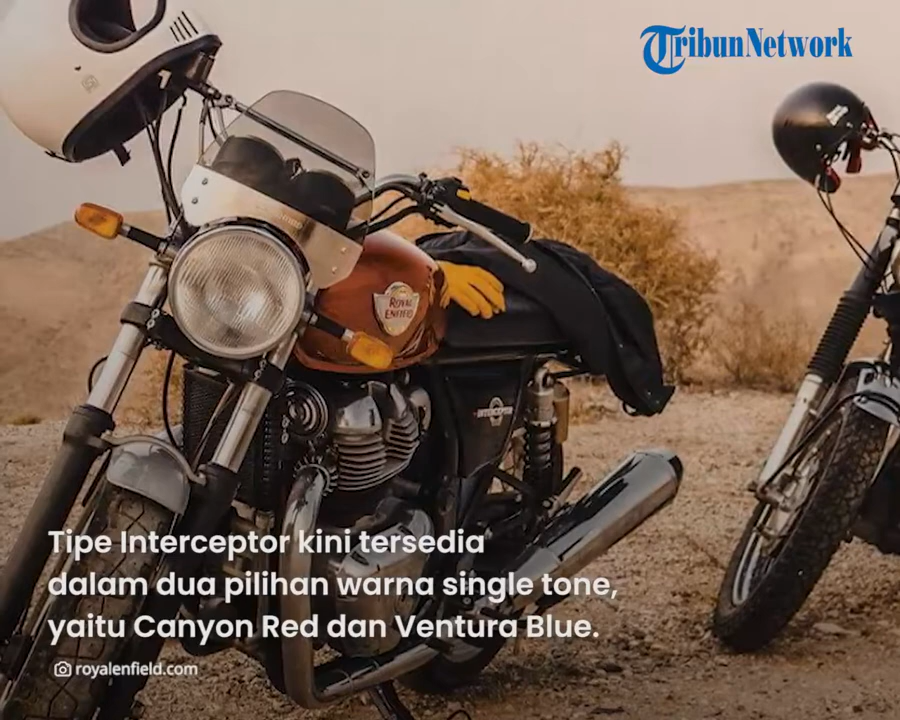 TribunNetwork
ROYAL
ENFIELD
INTERCEPTOR
Tipe Interceptor kini tersedia
dalam dua pilihan warna single tone,
yaitu Canyon Red dan Ventura Blue.
royalenfield.com